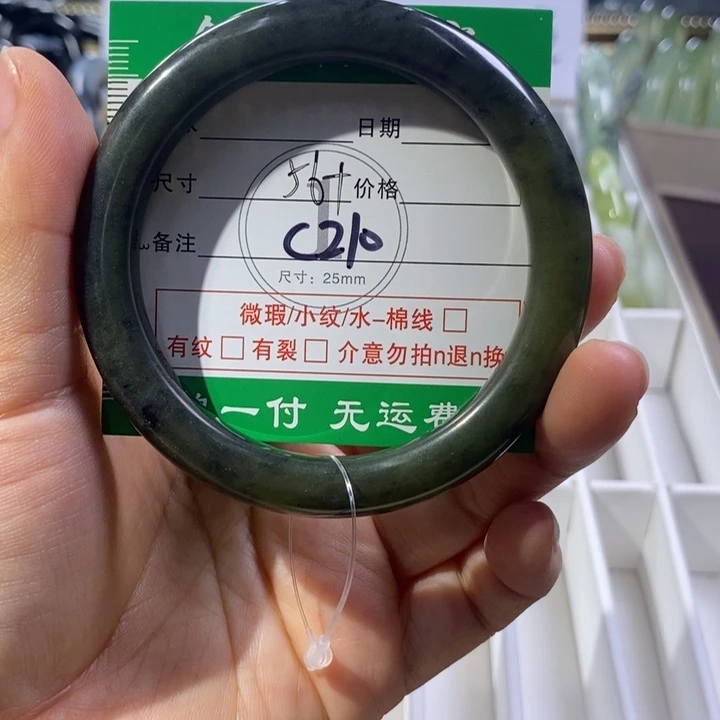 日期
尺寸 56+ 价格
备注 C210
尺寸：25mm
微瑕/小纹/水-棉线 □
有纹 □ 有裂 □ 介意勿拍n退n换
一付 无运费